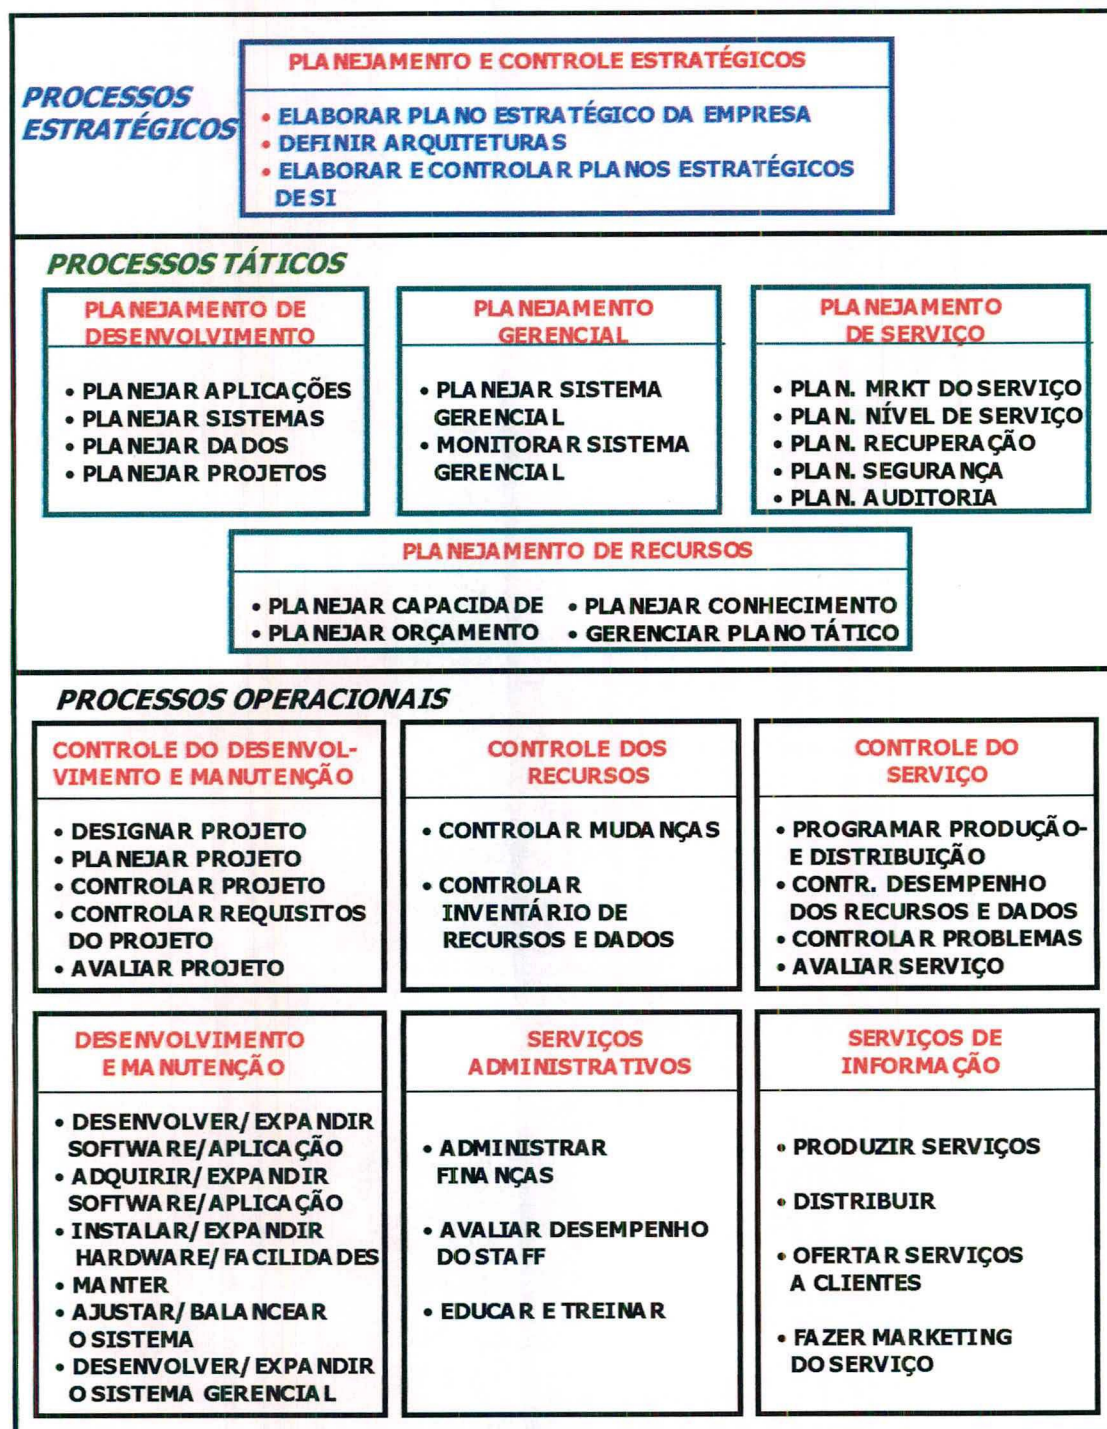 PROCESSOS
ESTRATÉGICOS
PLANEJAMENTO E CONTROLE ESTRATÉGICOS
• ELABORAR PLANO ESTRATÉGICO DA EMPRESA
• DEFINIR ARQUITETURAS
• ELABORAR E CONTROLAR PLANOS ESTRATÉGICOS
DE SI
PROCESSOS TÁTICOS
PLANEJAMENTO DE
DESENVOLVIMENTO
• PLANEJAR APLICAÇÕES
• PLANEJAR SISTEMAS
• PLANEJAR DADOS
• PLANEJAR PROJETOS
PLANEJAMENTO
GERENCIAL
• PLANEJAR SISTEMA
GERENCIAL
• MONITORAR SISTEMA
GERENCIAL
PLANEJAMENTO
DE SERVIÇO
• PLAN. MRKT DO SERVIÇO
• PLAN. NÍVEL DE SERVIÇO
• PLAN. RECUPERAÇÃO
• PLAN. SEGURANÇA
• PLAN. AUDITORIA
PLANEJAMENTO DE RECURSOS
• PLANEJAR CAPACIDADE • PLANEJAR CONHECIMENTO
• PLANEJAR ORÇAMENTO • GERENCIAR PLANO TÁTICO
PROCESSOS OPERACIONAIS
CONTROLE DO DESENVOL-
VIMENTO E MANUTENÇÃO
• DESIGNAR PROJETO
• PLANEJAR PROJETO
• CONTROLAR PROJETO
• CONTROLAR REQUISITOS
DO PROJETO
• AVALIAR PROJETO
CONTROLE DOS
RECURSOS
• CONTROLAR MUDANÇAS
• CONTROLAR
INVENTÁRIO DE
RECURSOS E DADOS
CONTROLE DO
SERVIÇO
• PROGRAMAR PRODUÇÃO-
E DISTRIBUIÇÃO
• CONTR. DESEMPENHO
DOS RECURSOS E DADOS
• CONTROLAR PROBLEMAS
• AVALIAR SERVIÇO
DESENVOLVIMENTO
E MANUTENÇÃO
• DESENVOLVER/EXPANDIR
SOFTWARE/APLICAÇÃO
• ADQUIRIR/EXPANDIR
SOFTWARE/APLICAÇÃO
• INSTALAR/EXPANDIR
HARDWARE/FACILIDADES
• MANTER
• AJUSTAR/BALANCEAR
O SISTEMA
• DESENVOLVER/EXPANDIR
O SISTEMA GERENCIAL
SERVIÇOS
ADMINISTRATIVOS
• ADMINISTRAR
FINANÇAS
• AVALIAR DESEMPENHO
DO STAFF
• EDUCAR E TREINAR
SERVIÇOS DE
INFORMAÇÃO
• PRODUZIR SERVIÇOS
• DISTRIBUIR
• OFERTAR SERVIÇOS
A CLIENTES
• FAZER MARKETING
DO SERVIÇO